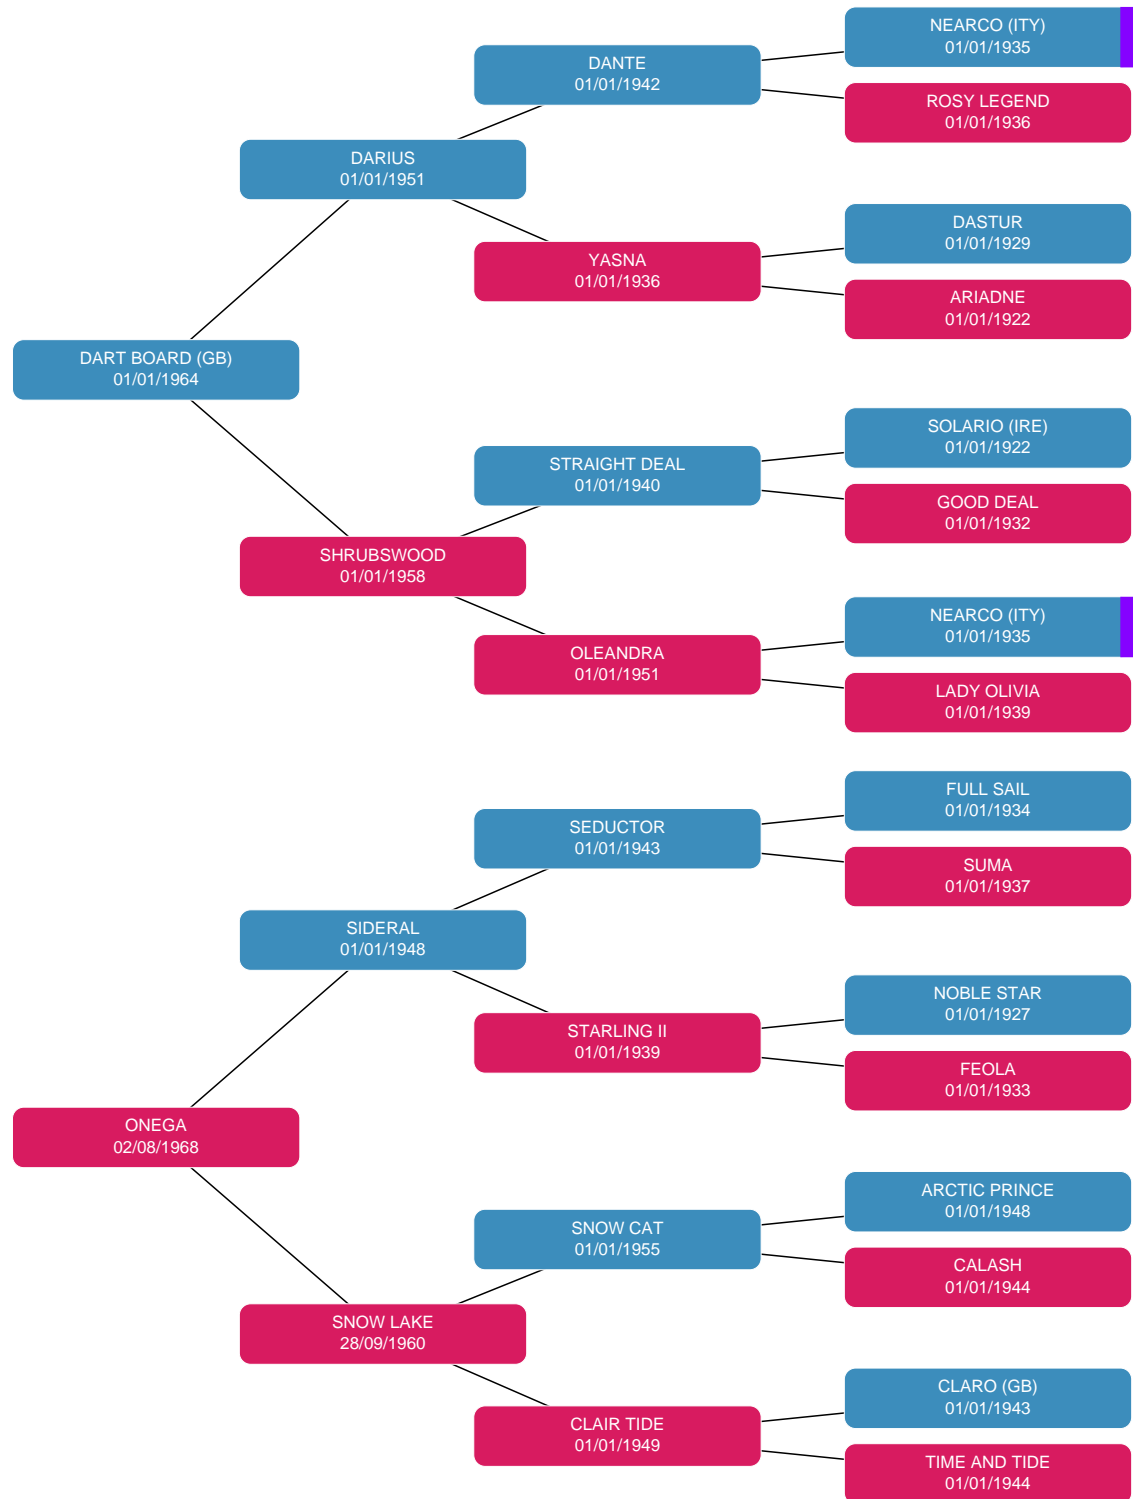 NEARCO (ITY)
01/01/1935
DANTE
01/01/1942
ROSY LEGEND
01/01/1936
DARIUS
01/01/1951
DASTUR
01/01/1929
YASNA
01/01/1936
ARIADNE
01/01/1922
DART BOARD (GB)
01/01/1964
SOLARIO (IRE)
01/01/1922
STRAIGHT DEAL
01/01/1940
GOOD DEAL
01/01/1932
SHRUBSWOOD
01/01/1958
NEARCO (ITY)
01/01/1935
OLEANDRA
01/01/1951
LADY OLIVIA
01/01/1939
FULL SAIL
01/01/1934
SEDUCTOR
01/01/1943
SUMA
01/01/1937
SIDERAL
01/01/1948
NOBLE STAR
01/01/1927
STARLING II
01/01/1939
FEOLA
01/01/1933
ONEGA
02/08/1968
ARCTIC PRINCE
01/01/1948
SNOW CAT
01/01/1955
CALASH
01/01/1944
SNOW LAKE
28/09/1960
CLARO (GB)
01/01/1943
CLAIR TIDE
01/01/1949
TIME AND TIDE
01/01/1944